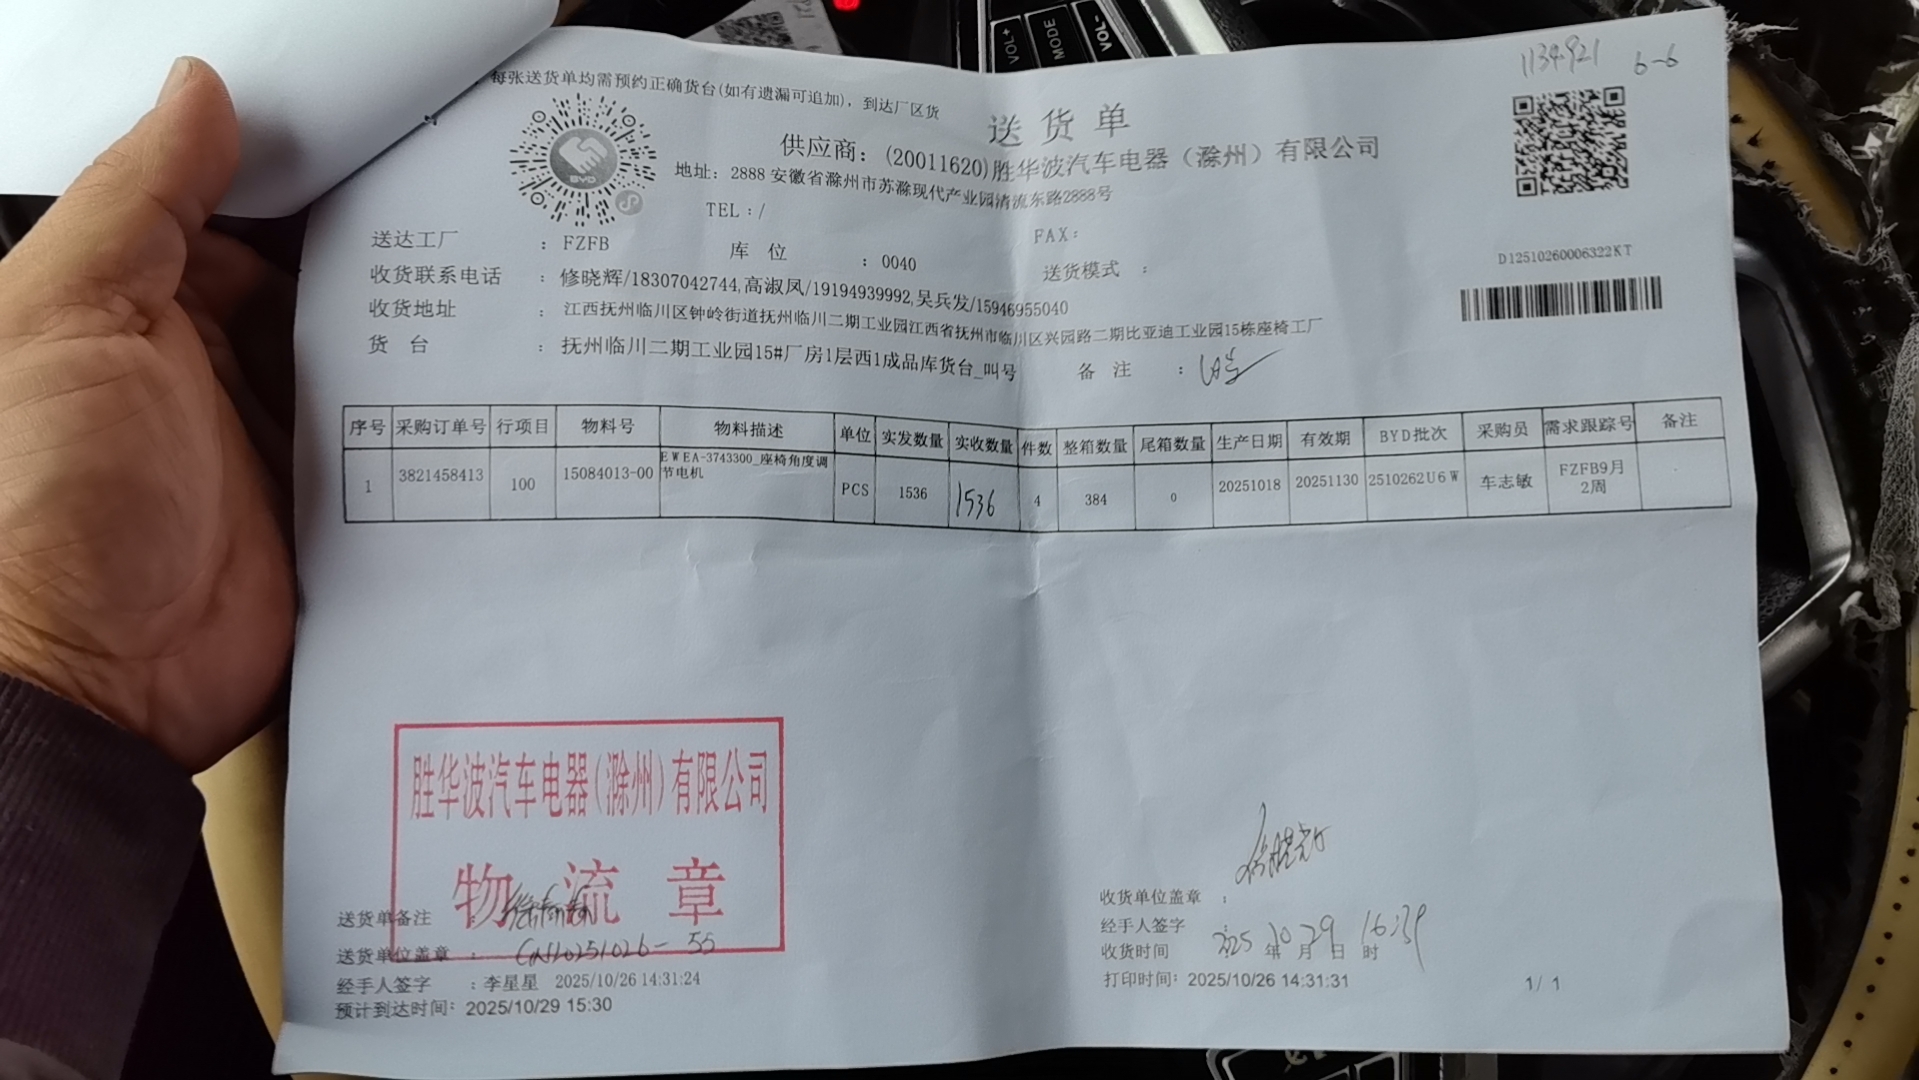 VOL+ MODE VOL-
1134921 6-6
每张送货单均需预约正确货台(如有遗漏可追加)，到达厂区货
送货单
供应商：(20011620)胜华波汽车电器（滁州）有限公司
地址：2888 安徽省滁州市苏滁现代产业园清流东路2888号
BYD
TEL：/
FAX：
送达工厂 ：FZFB
库 位 ：0040
送货模式 ：
D12510260006322KT
收货联系电话 ：修晓辉/18307042744,高淑凤/19194939992,吴兵发/15946955040
收货地址 ：江西抚州临川区钟岭街道抚州临川二期工业园江西省抚州市临川区兴园路二期比亚迪工业园15栋座椅工厂
货 台 ：抚州临川二期工业园15#厂房1层西1成品库货台_叫号
备 注 ：
序号 采购订单号 行项目 物料号 物料描述 单位 实发数量 实收数量 件数 整箱数量 尾箱数量 生产日期 有效期 BYD批次 采购员 需求跟踪号 备注
1 3821458413 100 15084013-00 EWEA-3743300_座椅角度调节电机 PCS 1536 1536 4 384 0 20251018 20251130 2510262U6W 车志敏 FZFB9月2周
胜华波汽车电器(滁州)有限公司
物流章
送货单备注 ：
送货单位盖章 ：
经手人签字 ：李星星 2025/10/26 14:31:24
预计到达时间：2025/10/29 15:30
收货单位盖章 ：
经手人签字 ：
收货时间 2025 年 10 月 29 日 16:39 时
打印时间：2025/10/26 14:31:31
1/ 1